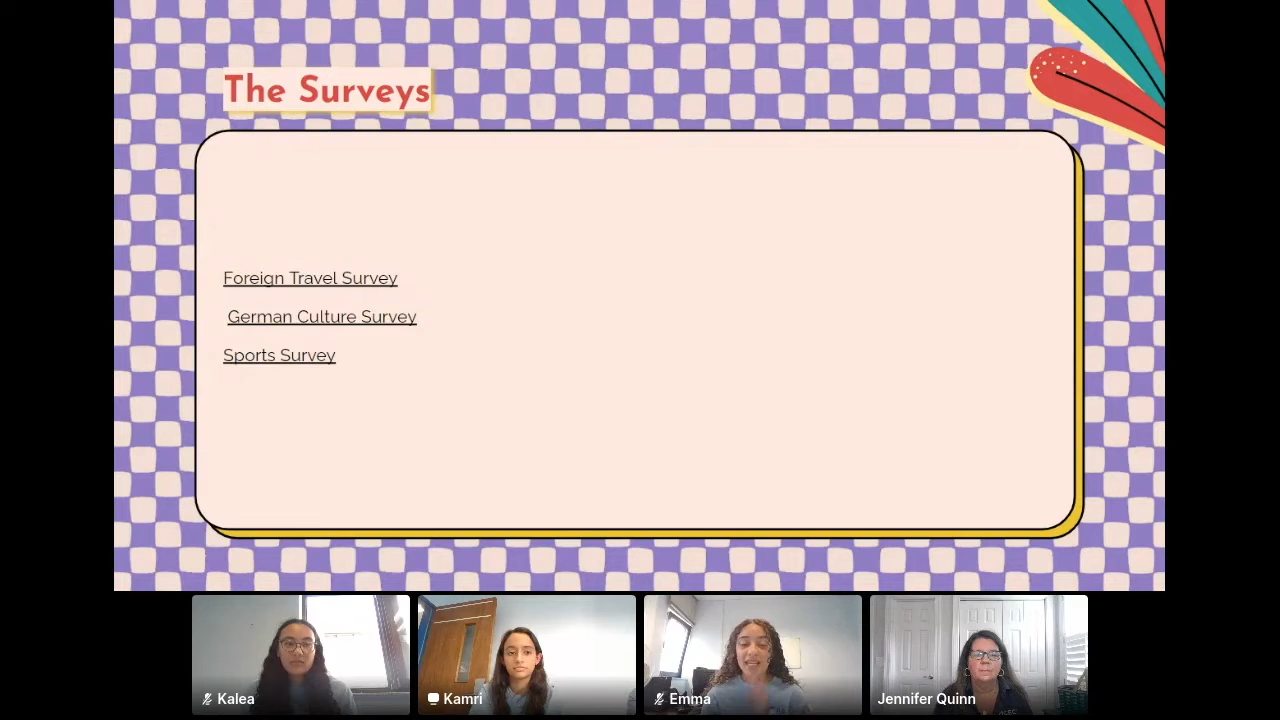 The Surveys
Foreign Travel Survey
German Culture Survey
Sports Survey
Kalea
Kamri
Emma
Jennifer Quinn